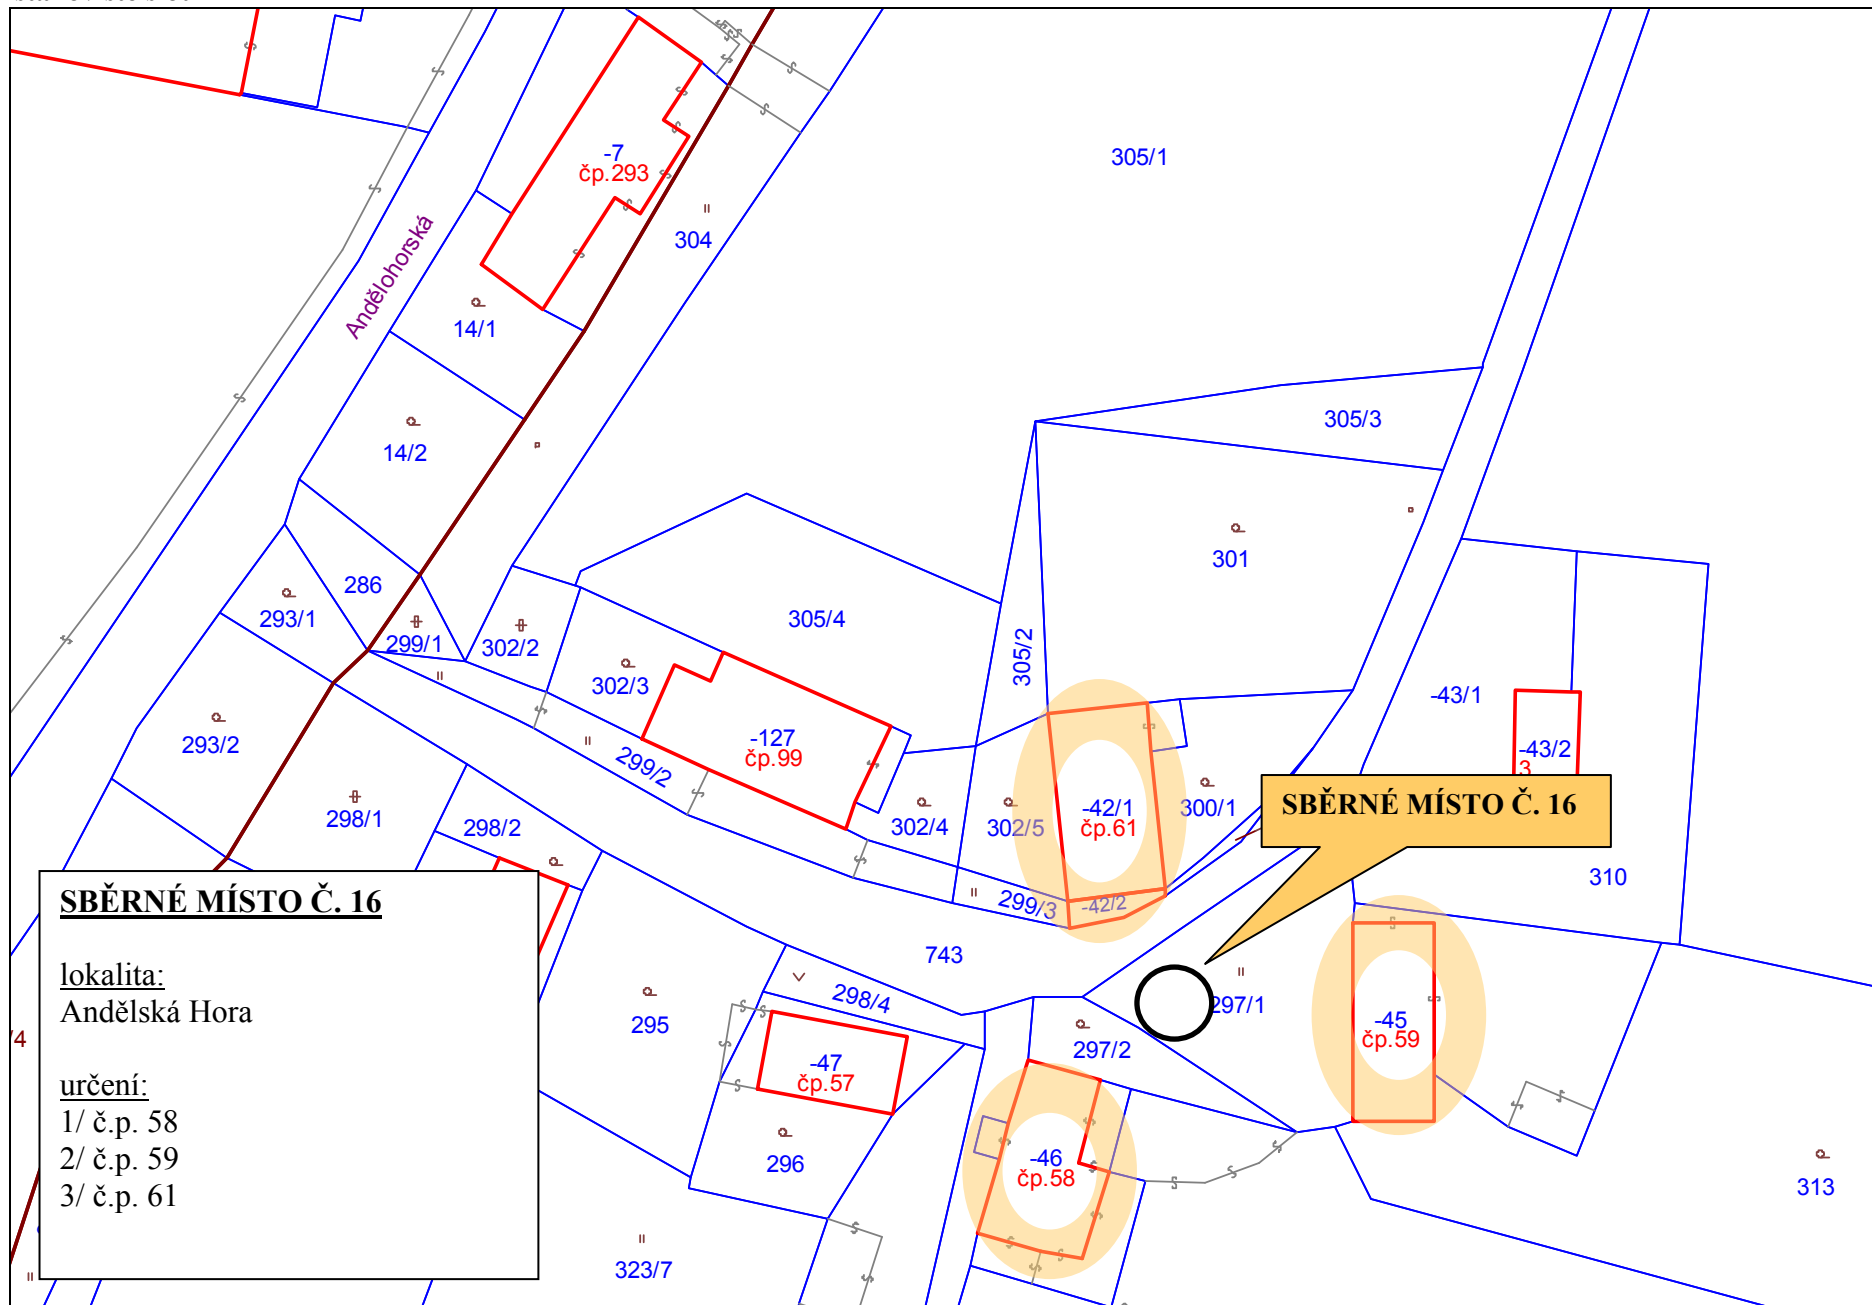 -7
čp.293
305/1
304
Andělohorská
14/1
305/3
14/2
301
286
293/1
299/1
302/2
305/4
305/2
302/3
-43/1
293/2
-127
čp.99
299/2
-43/2
3
298/1
298/2
302/4
302/5
-42/1
čp.61
300/1
SBĚRNÉ MÍSTO Č. 16
310
299/3
-42/2
743
SBĚRNÉ MÍSTO Č. 16
lokalita:
Andělská Hora
určení:
1/ č.p. 58
2/ č.p. 59
3/ č.p. 61
298/4
297/1
295
-45
čp.59
297/2
-47
čp.57
/4
296
-46
čp.58
313
323/7